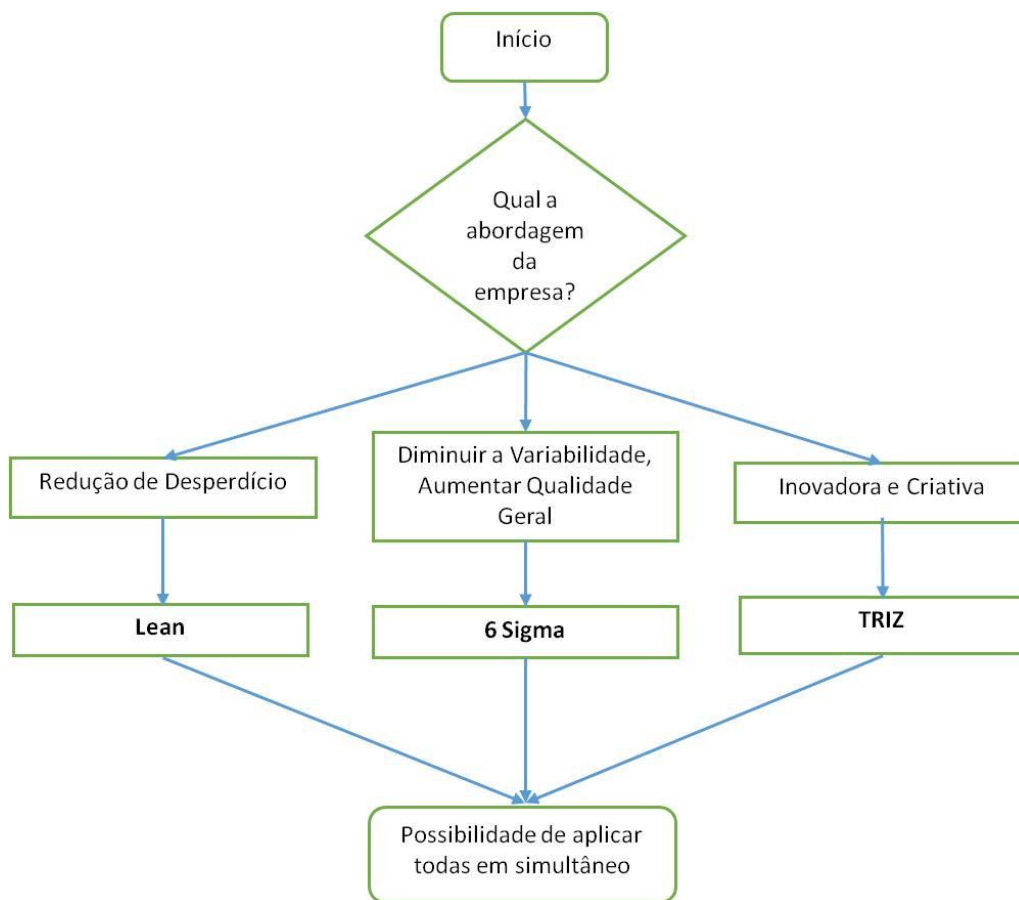 Início
Qual a
abordagem
da
empresa?
Redução de Desperdício
Diminuir a Variabilidade,
Aumentar Qualidade
Geral
Inovadora e Criativa
Lean
6 Sigma
TRIZ
Possibilidade de aplicar
todas em simultâneo